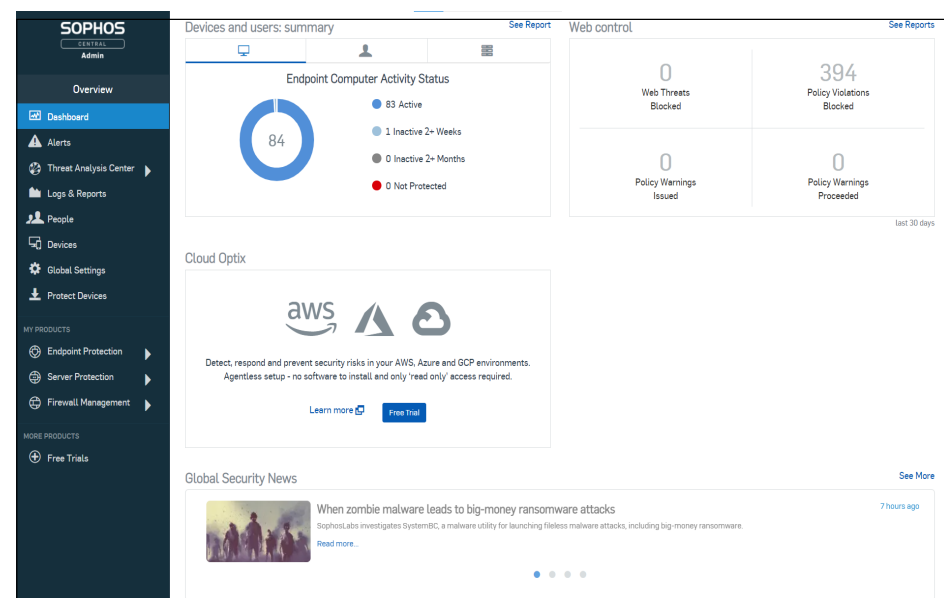 SOPHOS
CENTRAL
Admin
Overview
Dashboard
Alerts
Threat Analysis Center
Logs & Reports
People
Devices
Global Settings
Protect Devices
MY PRODUCTS
Endpoint Protection
Server Protection
Firewall Management
MORE PRODUCTS
Free Trials
Devices and users: summary
See Report
Endpoint Computer Activity Status
84
83 Active
1 Inactive 2+ Weeks
0 Inactive 2+ Months
0 Not Protected
Web control
See Reports
0
Web Threats
Blocked
394
Policy Violations
Blocked
0
Policy Warnings
Issued
0
Policy Warnings
Proceeded
last 30 days
Cloud Optix
aws
Detect, respond and prevent security risks in your AWS, Azure and GCP environments.
Agentless setup - no software to install and only 'read only' access required.
Learn more
Free Trial
Global Security News
See More
When zombie malware leads to big-money ransomware attacks
7 hours ago
SophosLabs investigates SystemBC, a malware utility for launching fileless malware attacks, including big-money ransomware.
Read more...